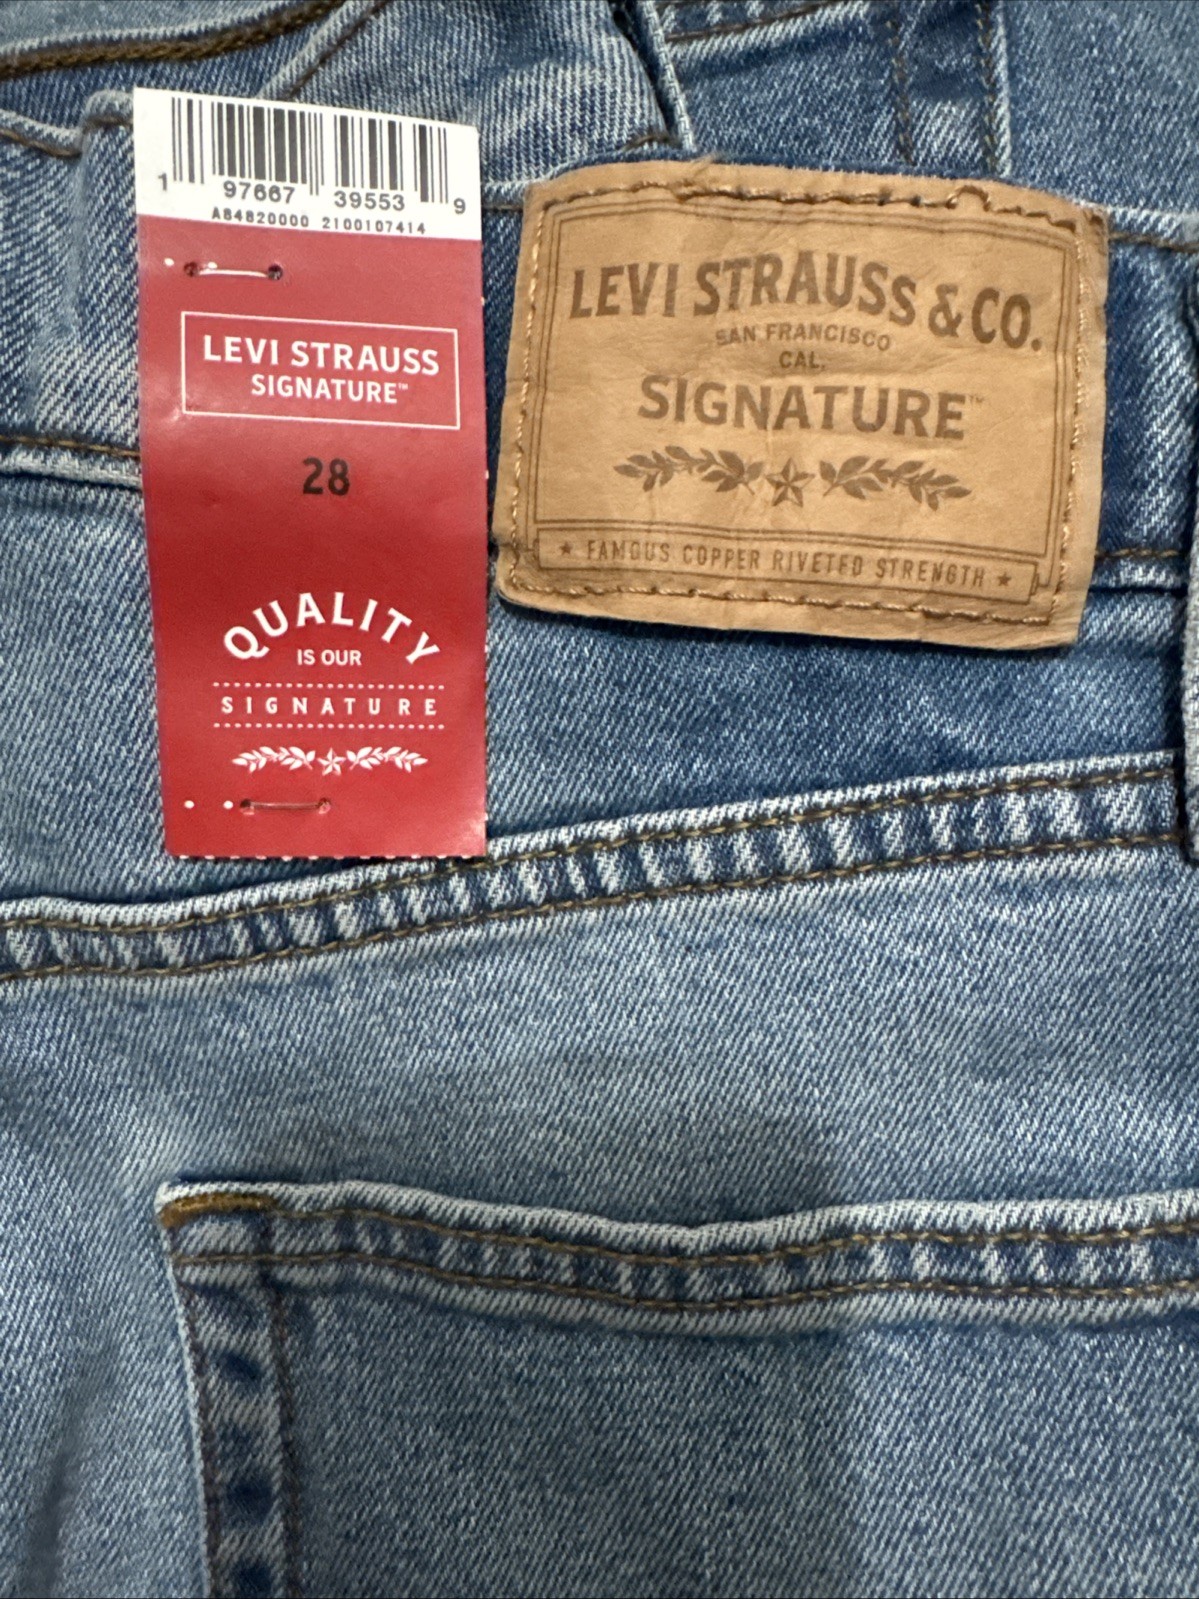 1 97667 39553 9
A84820000 2100107414
LEVI STRAUSS
SIGNATURE™
28
QUALITY
IS OUR
SIGNATURE
LEVI STRAUSS & CO.
SAN FRANCISCO
CAL.
SIGNATURE™
★ FAMOUS COPPER RIVETED STRENGTH ★